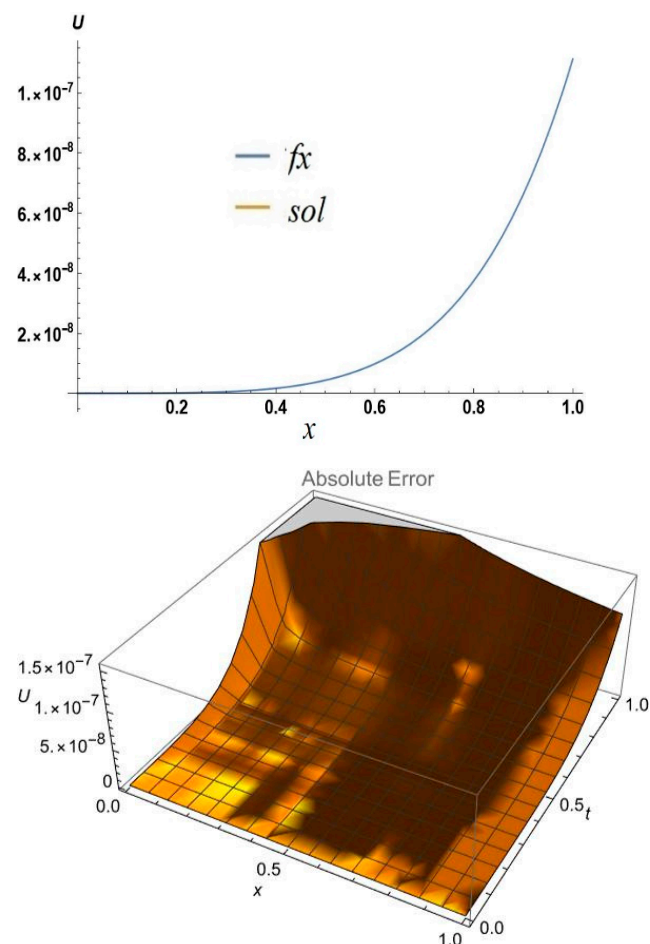 U
1.×10⁻⁷
8.×10⁻⁸
6.×10⁻⁸
4.×10⁻⁸
2.×10⁻⁸
fx
sol
0.2 0.4 0.6 0.8 1.0
x
Absolute Error
1.5×10⁻⁷
U
1.×10⁻⁷
5.×10⁻⁸
0
0.0
0.5
x
1.0
0.0
0.5
t
1.0